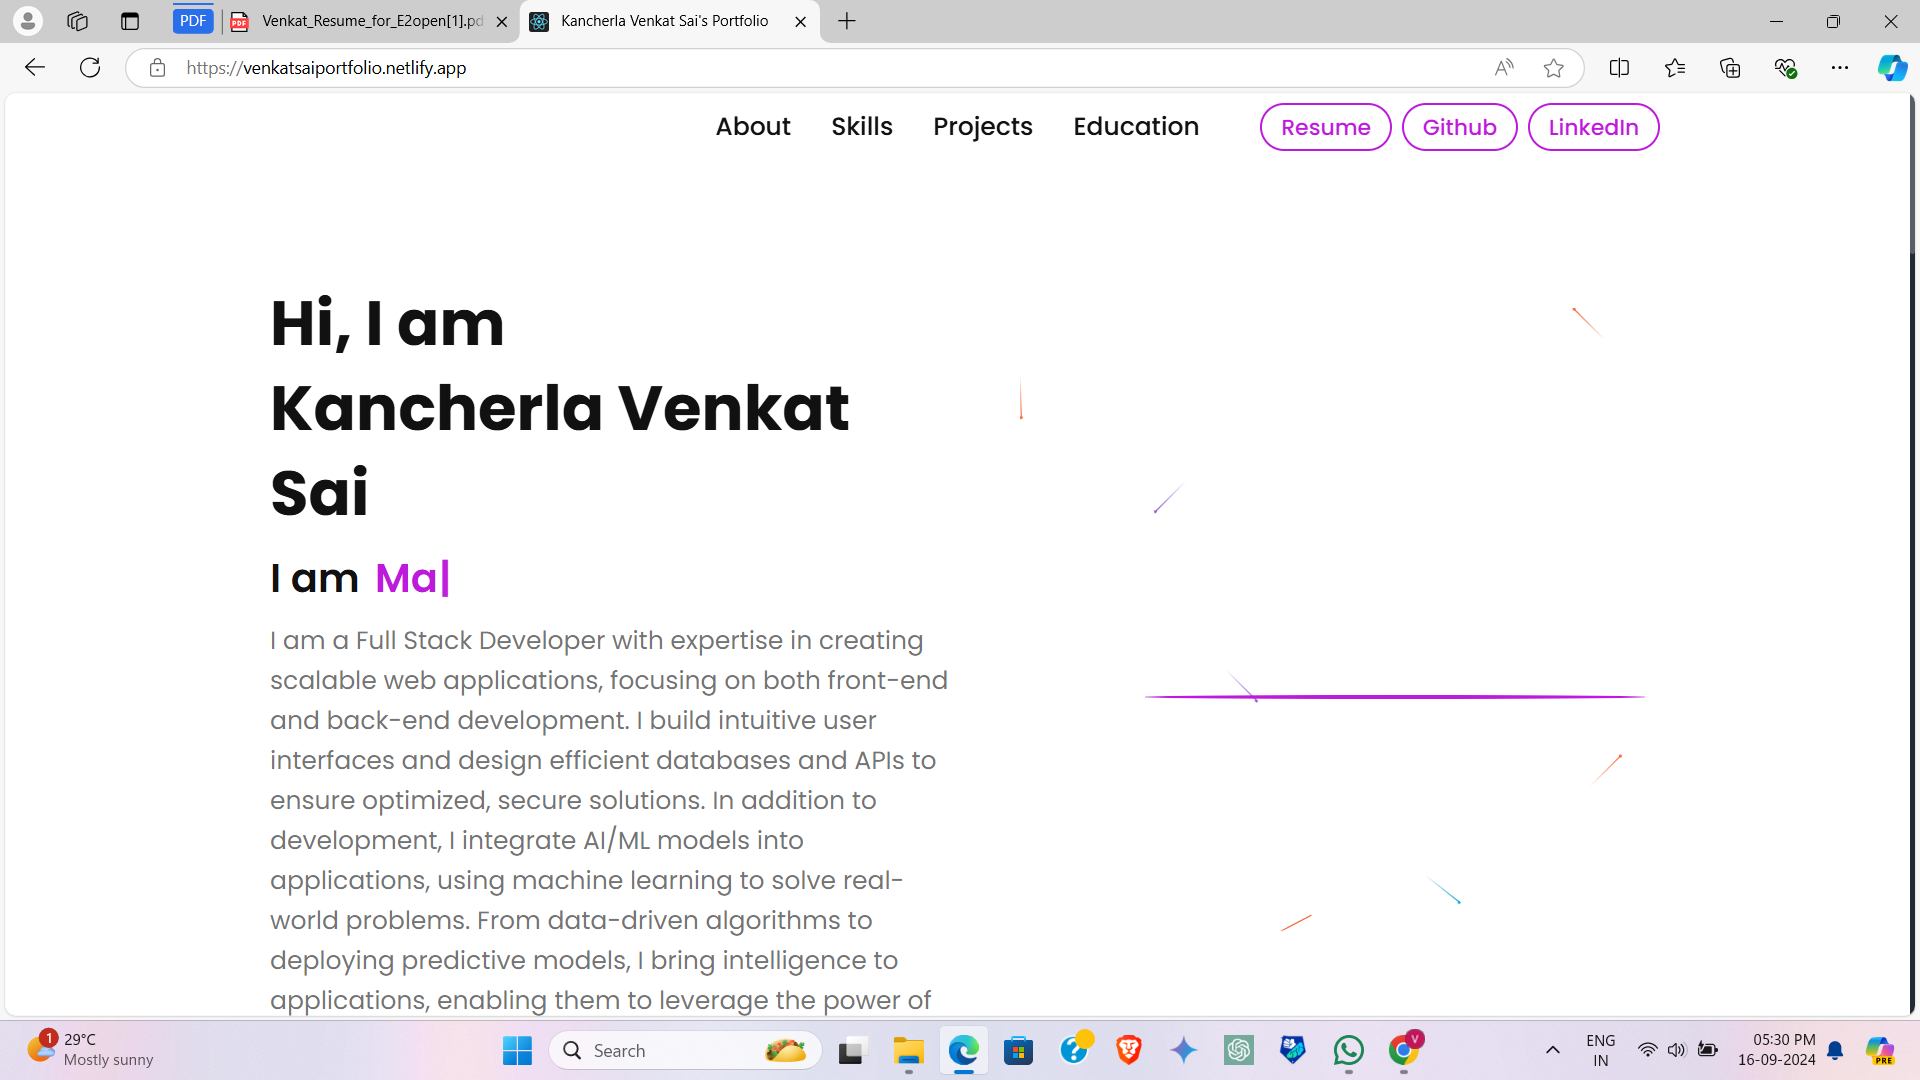 PDF
Venkat_Resume_for_E2open[1].pd
Kancherla Venkat Sai's Portfolio
https://venkatsaiportfolio.netlify.app
About Skills Projects Education Resume Github LinkedIn
Hi, I am
Kancherla Venkat
Sai
I am Ma|
I am a Full Stack Developer with expertise in creating
scalable web applications, focusing on both front-end
and back-end development. I build intuitive user
interfaces and design efficient databases and APIs to
ensure optimized, secure solutions. In addition to
development, I integrate AI/ML models into
applications, using machine learning to solve real-
world problems. From data-driven algorithms to
deploying predictive models, I bring intelligence to
applications, enabling them to leverage the power of
1
29°C
Mostly sunny
Search
V
ENG
IN
05:30 PM
16-09-2024
PRE